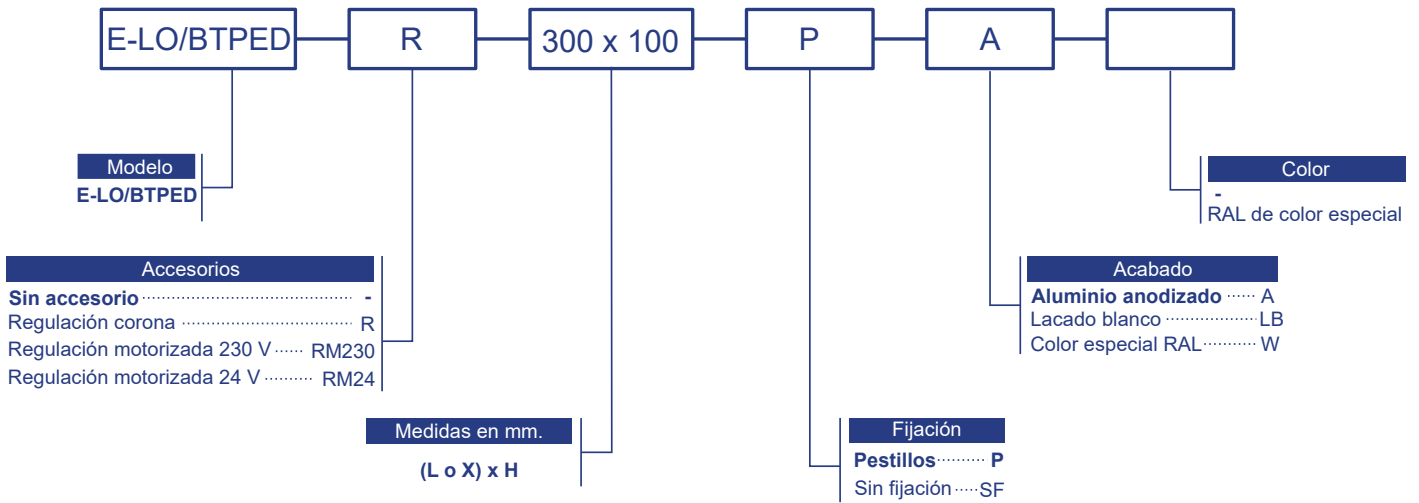 E-LO/BTPED R 300 x 100 P A
Modelo
E-LO/BTPED
Color
-
RAL de color especial
Accesorios
Sin accesorio -
Regulación corona R
Regulación motorizada 230 V RM230
Regulación motorizada 24 V RM24
Acabado
Aluminio anodizado A
Lacado blanco LB
Color especial RAL W
Medidas en mm.
(L o X) x H
Fijación
Pestillos P
Sin fijación SF